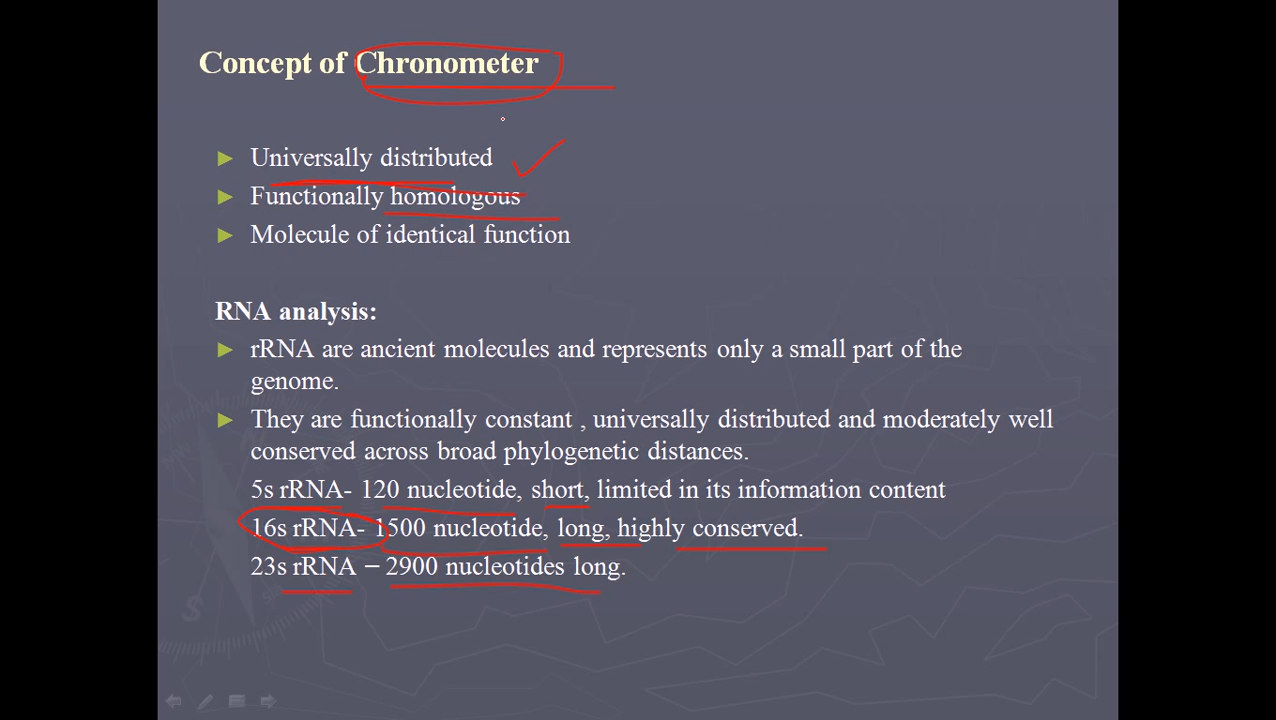 Concept of Chronometer
Universally distributed
Functionally homologous
Molecule of identical function
RNA analysis:
rRNA are ancient molecules and represents only a small part of the
genome.
They are functionally constant , universally distributed and moderately well
conserved across broad phylogenetic distances.
5s rRNA- 120 nucleotide, short, limited in its information content
16s rRNA- 1500 nucleotide, long, highly conserved.
23s rRNA – 2900 nucleotides long.
S